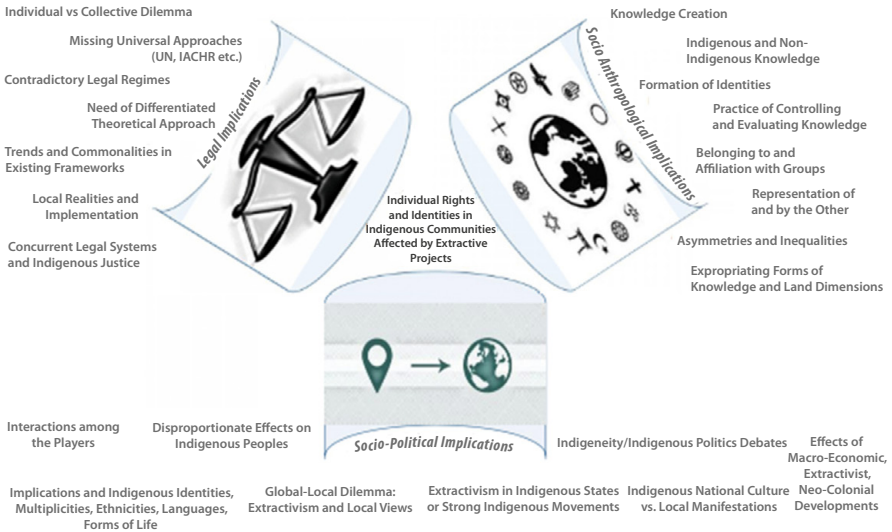 Individual vs Collective Dilemma
Missing Universal Approaches
(UN, IACHR etc.)
Contradictory Legal Regimes
Need of Differentiated
Theoretical Approach
Trends and Commonalities in
Existing Frameworks
Local Realities and
Implementation
Concurrent Legal Systems
and Indigenous Justice
Legal Implications
Individual Rights
and Identities in
Indigenous Communities
Affected by Extractive
Projects
Socio Anthropological Implications
Knowledge Creation
Indigenous and Non-
Indigenous Knowledge
Formation of Identities
Practice of Controlling
and Evaluating Knowledge
Belonging to and
Affiliation with Groups
Representation of
and by the Other
Asymmetries and Inequalities
Expropriating Forms of
Knowledge and Land Dimensions
Socio-Political Implications
Interactions among
the Players
Disproportionate Effects on
Indigenous Peoples
Indigeneity/Indigenous Politics Debates
Effects of
Macro-Economic,
Extractivist,
Neo-Colonial
Developments
Implications and Indigenous Identities,
Multiplicities, Ethnicities, Languages,
Forms of Life
Global-Local Dilemma:
Extractivism and Local Views
Extractivism in Indigenous States
or Strong Indigenous Movements
Indigenous National Culture
vs. Local Manifestations